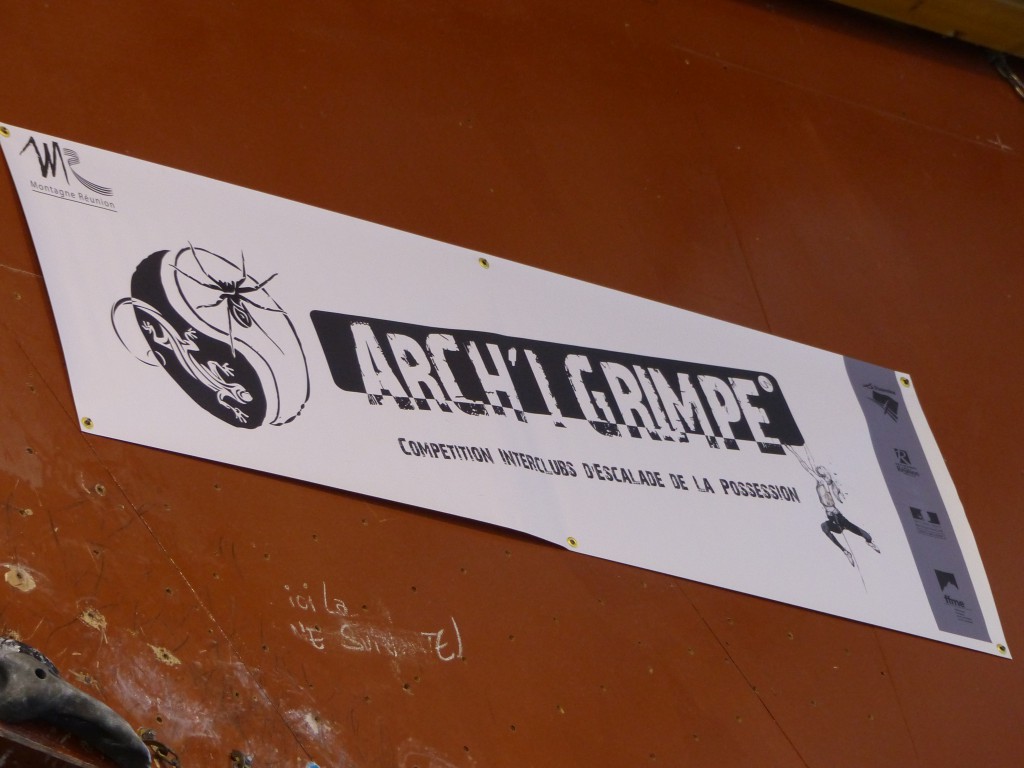 Montagne Réunion
ARCH'I GRIMPE
COMPETITION INTERCLUBS D'ESCALADE DE LA POSSESSION
ici La